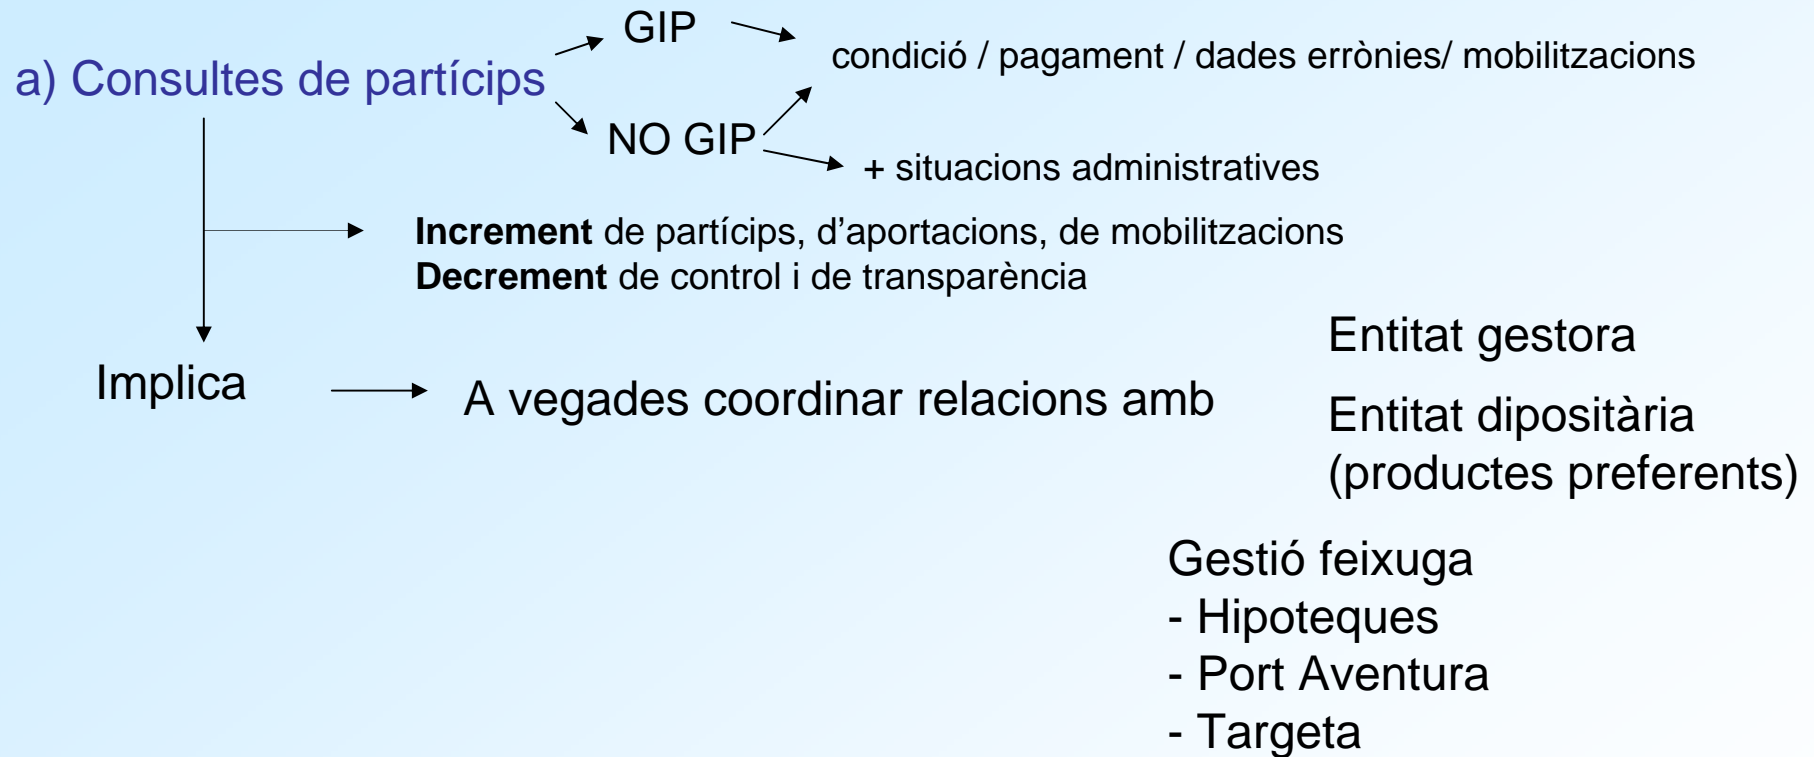 GIP
condició / pagament / dades errònies/ mobilitzacions
a) Consultes de partícips
NO GIP
+ situacions administratives
Increment de partícips, d’aportacions, de mobilitzacions
Decrement de control i de transparència
Entitat gestora
Implica
A vegades coordinar relacions amb
Entitat dipositària
(productes preferents)
Gestió feixuga
- Hipoteques
- Port Aventura
- Targeta